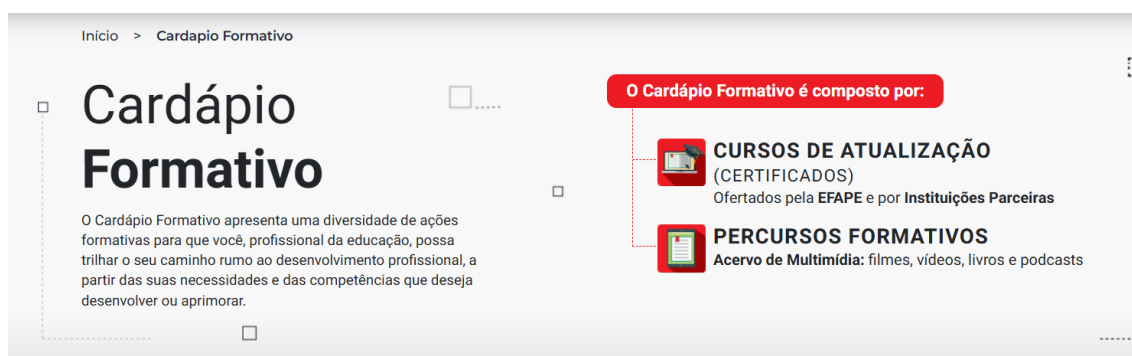 Início > Cardapio Formativo
Cardápio
Formativo
O Cardápio Formativo apresenta uma diversidade de ações
formativas para que você, profissional da educação, possa
trilhar o seu caminho rumo ao desenvolvimento profissional, a
partir das suas necessidades e das competências que deseja
desenvolver ou aprimorar.
O Cardápio Formativo é composto por:
CURSOS DE ATUALIZAÇÃO
(CERTIFICADOS)
Ofertados pela EFAPE e por Instituições Parceiras
PERCURSOS FORMATIVOS
Acervo de Multimídia: filmes, vídeos, livros e podcasts